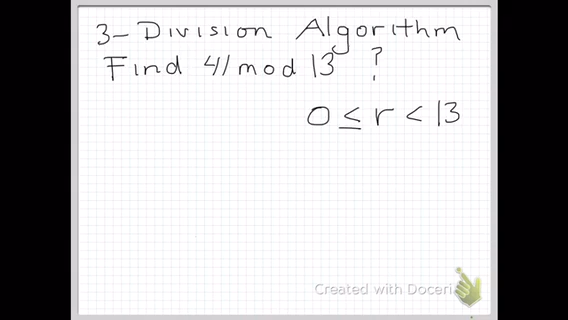 3- Division Algorithm
Find 41 mod 13 ?
0 ≤ r < 13
Created with Doceri